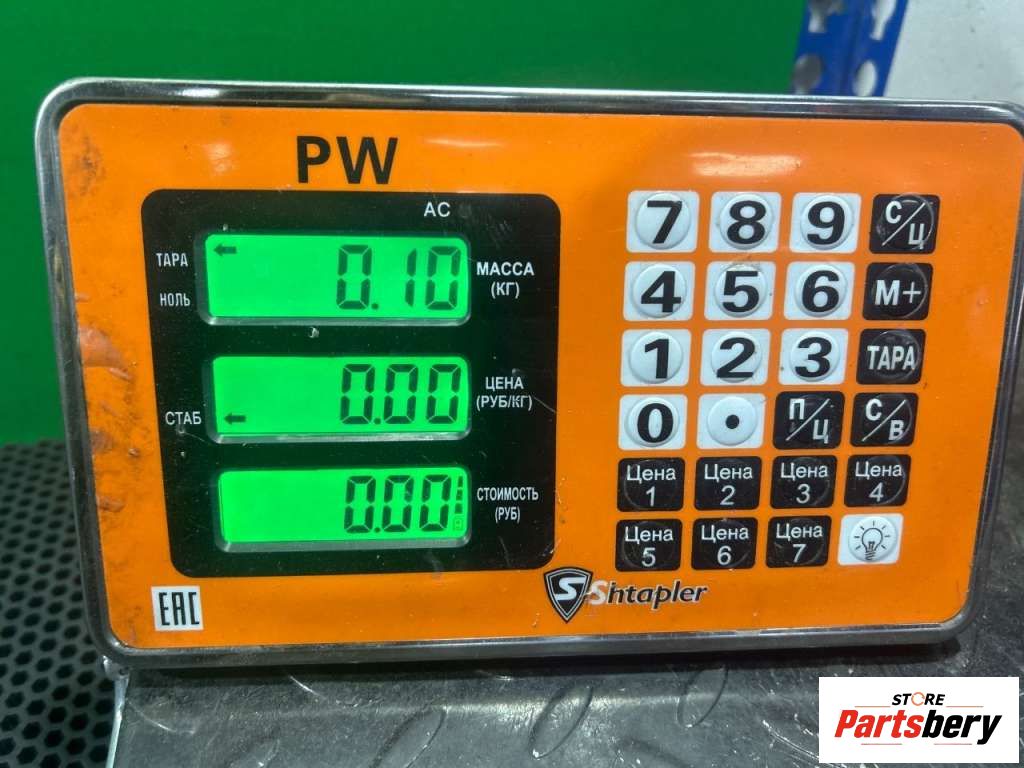 PW
AC
ТАРА
НОЛЬ
0.10
МАССА
(КГ)
СТАБ
0.00
ЦЕНА
(РУБ/КГ)
0.00
СТОИМОСТЬ
(РУБ)
7 8 9 С/Ц
4 5 6 М+
1 2 3 ТАРА
0 . П/Ц С/В
Цена 1 Цена 2 Цена 3 Цена 4
Цена 5 Цена 6 Цена 7
EAC
S Shtapler
STORE
Partsbery